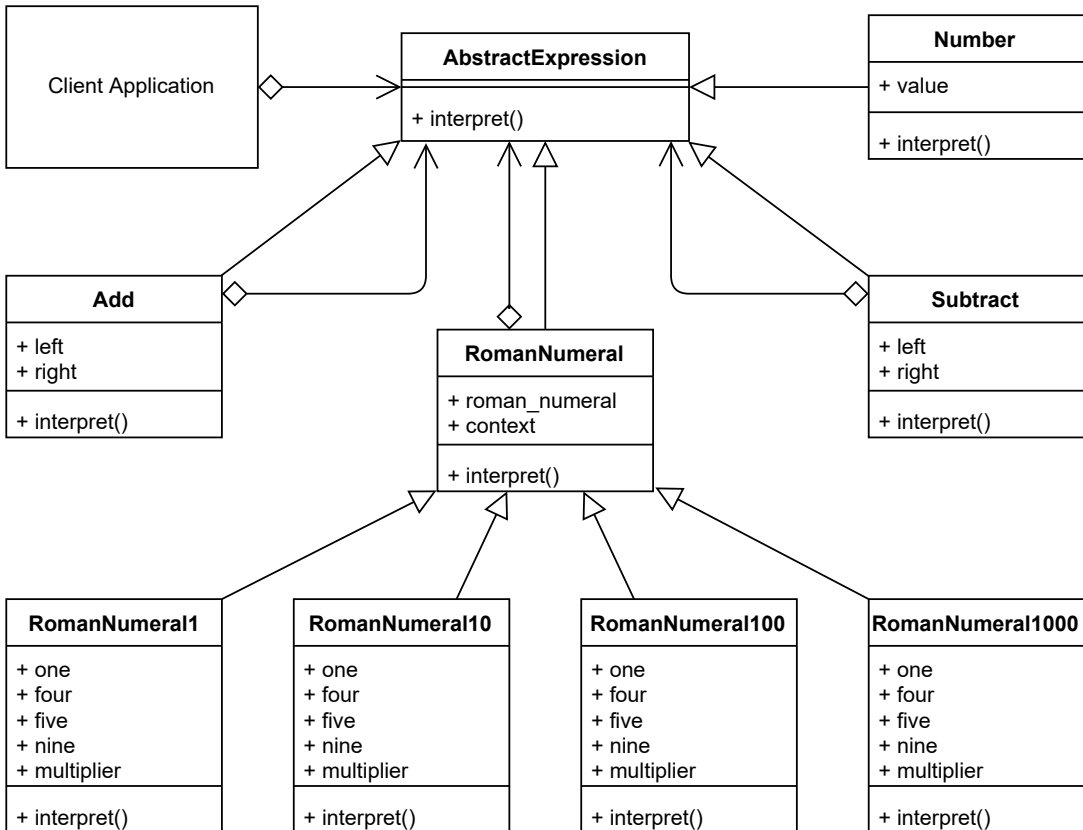 Client Application
AbstractExpression
+ interpret()
Number
+ value
+ interpret()
Add
+ left
+ right
+ interpret()
RomanNumeral
+ roman_numeral
+ context
+ interpret()
Subtract
+ left
+ right
+ interpret()
RomanNumeral1
+ one
+ four
+ five
+ nine
+ multiplier
+ interpret()
RomanNumeral10
+ one
+ four
+ five
+ nine
+ multiplier
+ interpret()
RomanNumeral100
+ one
+ four
+ five
+ nine
+ multiplier
+ interpret()
RomanNumeral1000
+ one
+ four
+ five
+ nine
+ multiplier
+ interpret()